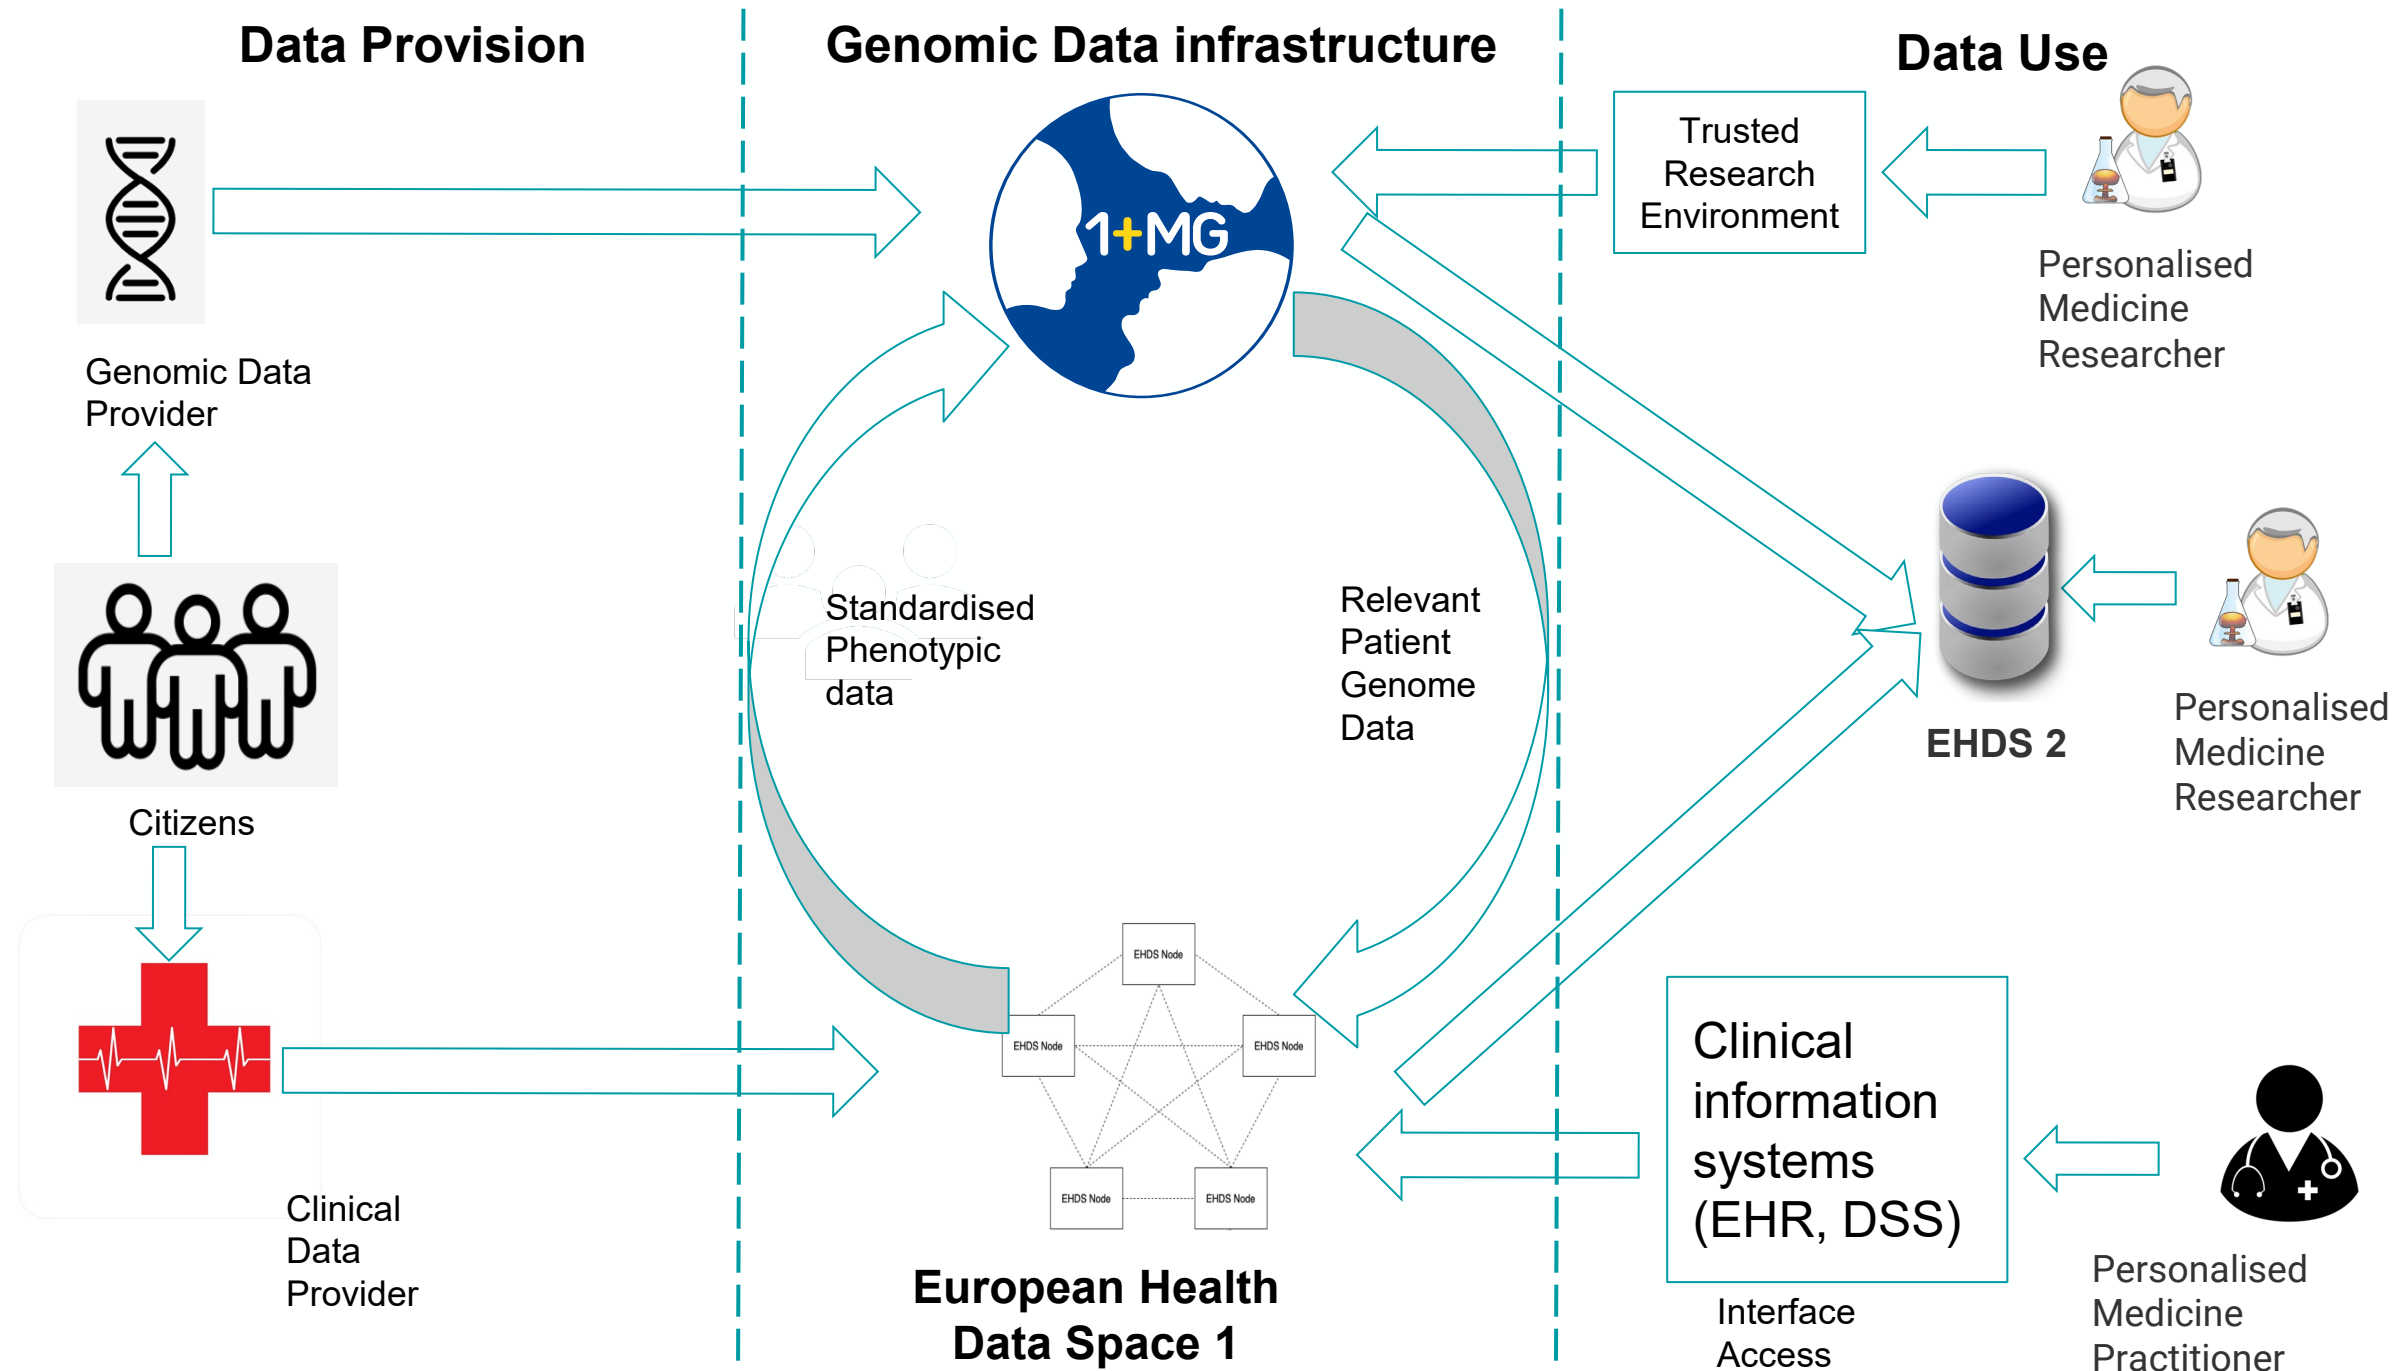 Data Provision
Genomic Data infrastructure
Data Use
1+MG
Trusted
Research
Environment
Personalised
Medicine
Researcher
Genomic Data
Provider
Standardised
Phenotypic
data
Relevant
Patient
Genome
Data
EHDS 2
Personalised
Medicine
Researcher
Citizens
EHDS Node
EHDS Node
EHDS Node
EHDS Node
EHDS Node
Clinical
Data
Provider
European Health
Data Space 1
Clinical
information
systems
(EHR, DSS)
Interface
Access
Personalised
Medicine
Practitioner